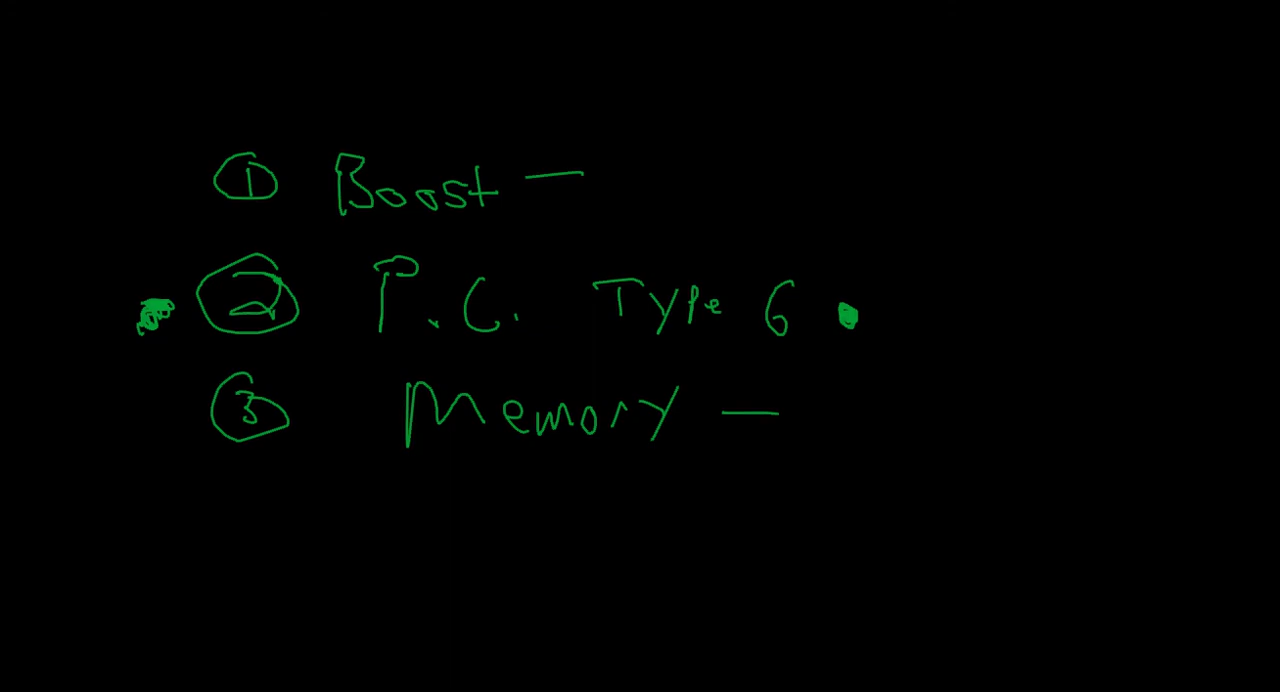 ① Boost —
② P.C. Type 6
③ Memory —